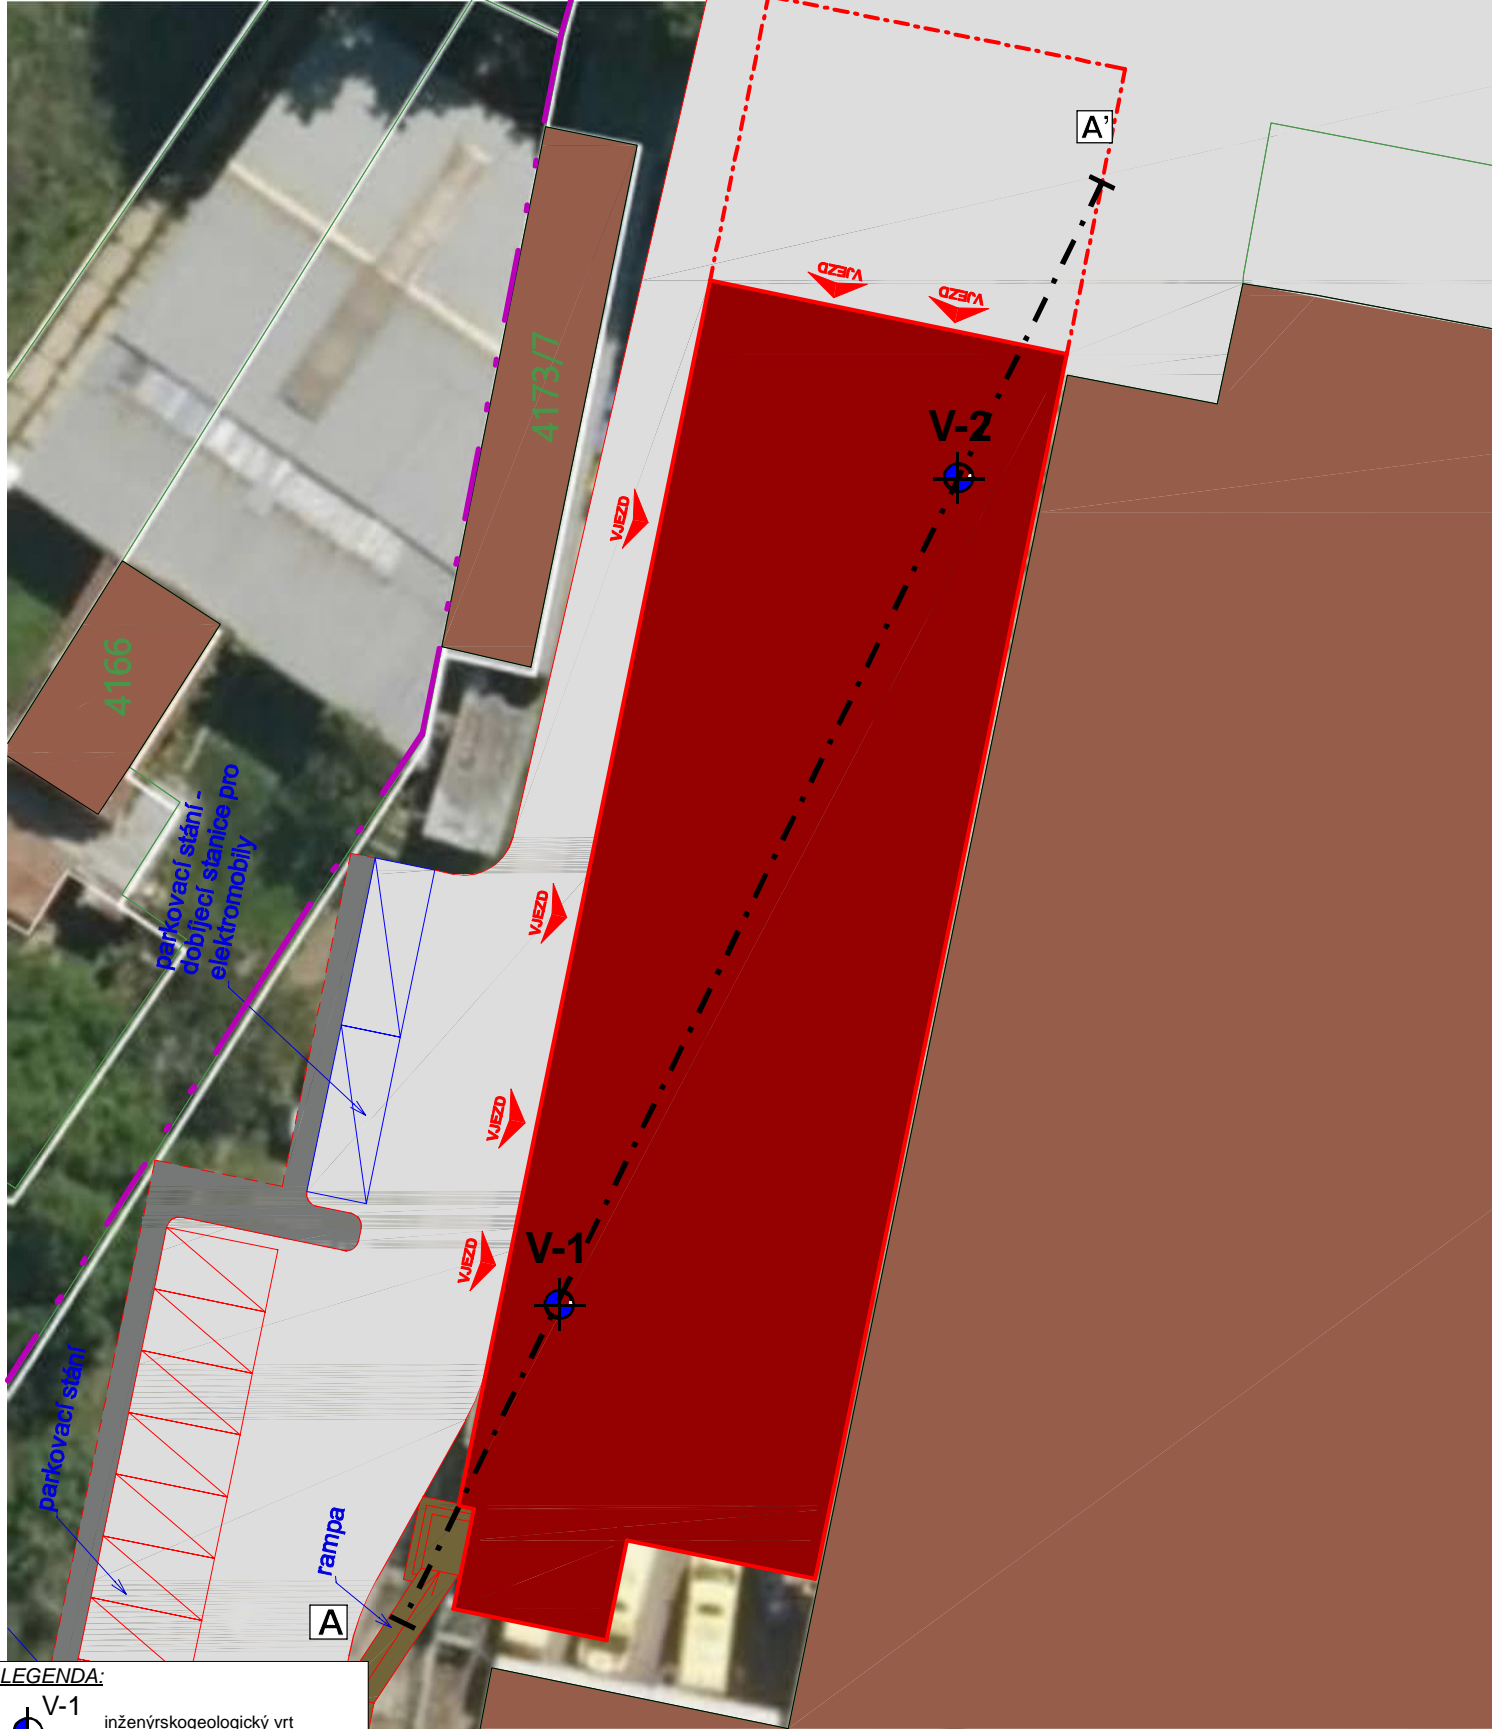 A'
VJEZD
VJEZD
4173/7
V-2
VJEZD
4166
parkovací stání -
dobíjecí stanice pro
elektromobily
VJEZD
VJEZD
VJEZD
V-1
parkovací stání
rampa
A
LEGENDA:
V-1
inženýrskogeologický vrt